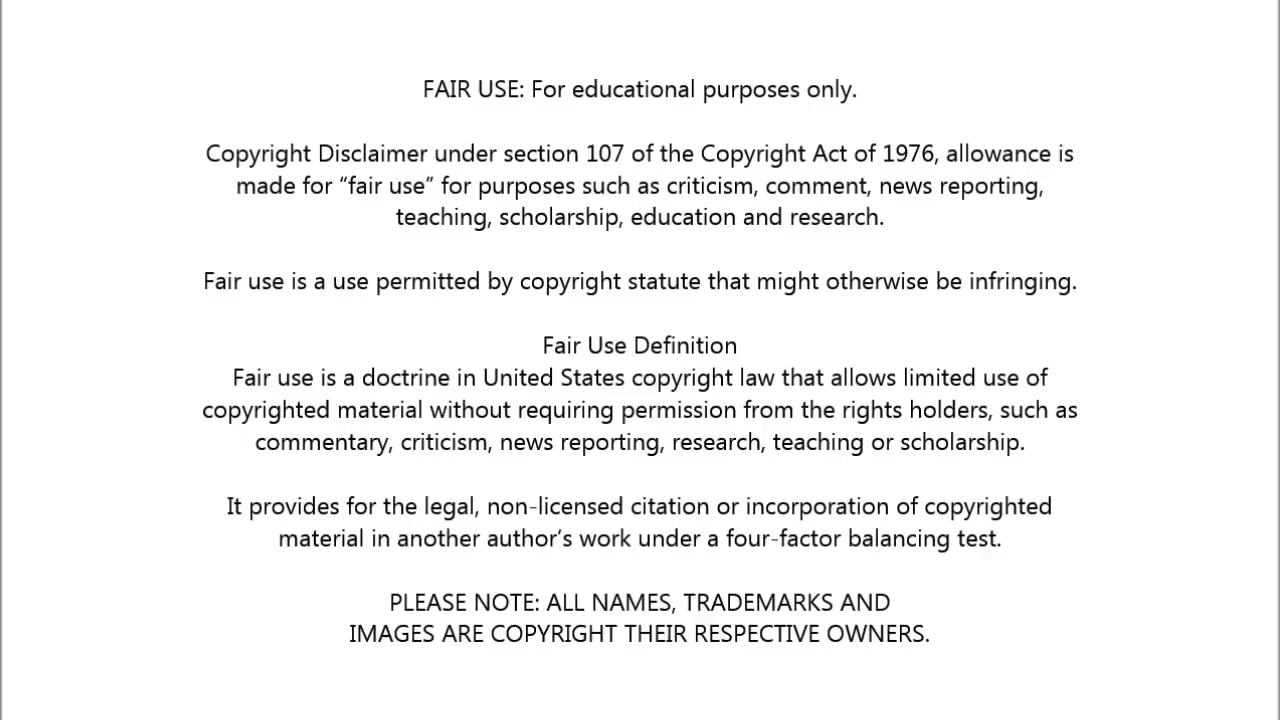 FAIR USE: For educational purposes only.
Copyright Disclaimer under section 107 of the Copyright Act of 1976, allowance is
made for “fair use” for purposes such as criticism, comment, news reporting,
teaching, scholarship, education and research.
Fair use is a use permitted by copyright statute that might otherwise be infringing.
Fair Use Definition
Fair use is a doctrine in United States copyright law that allows limited use of
copyrighted material without requiring permission from the rights holders, such as
commentary, criticism, news reporting, research, teaching or scholarship.
It provides for the legal, non-licensed citation or incorporation of copyrighted
material in another author’s work under a four-factor balancing test.
PLEASE NOTE: ALL NAMES, TRADEMARKS AND
IMAGES ARE COPYRIGHT THEIR RESPECTIVE OWNERS.